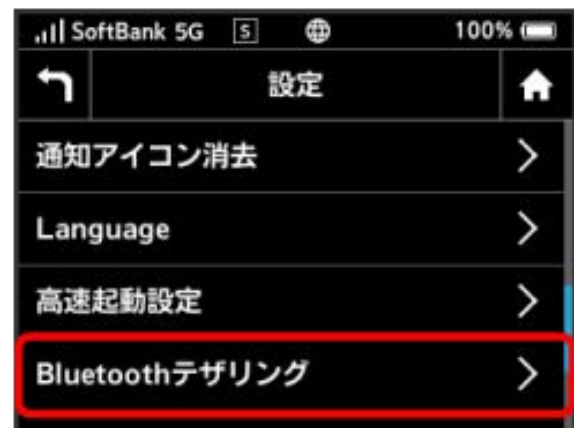 SoftBank 5G S 100%
設定
通知アイコン消去
Language
高速起動設定
Bluetoothテザリング